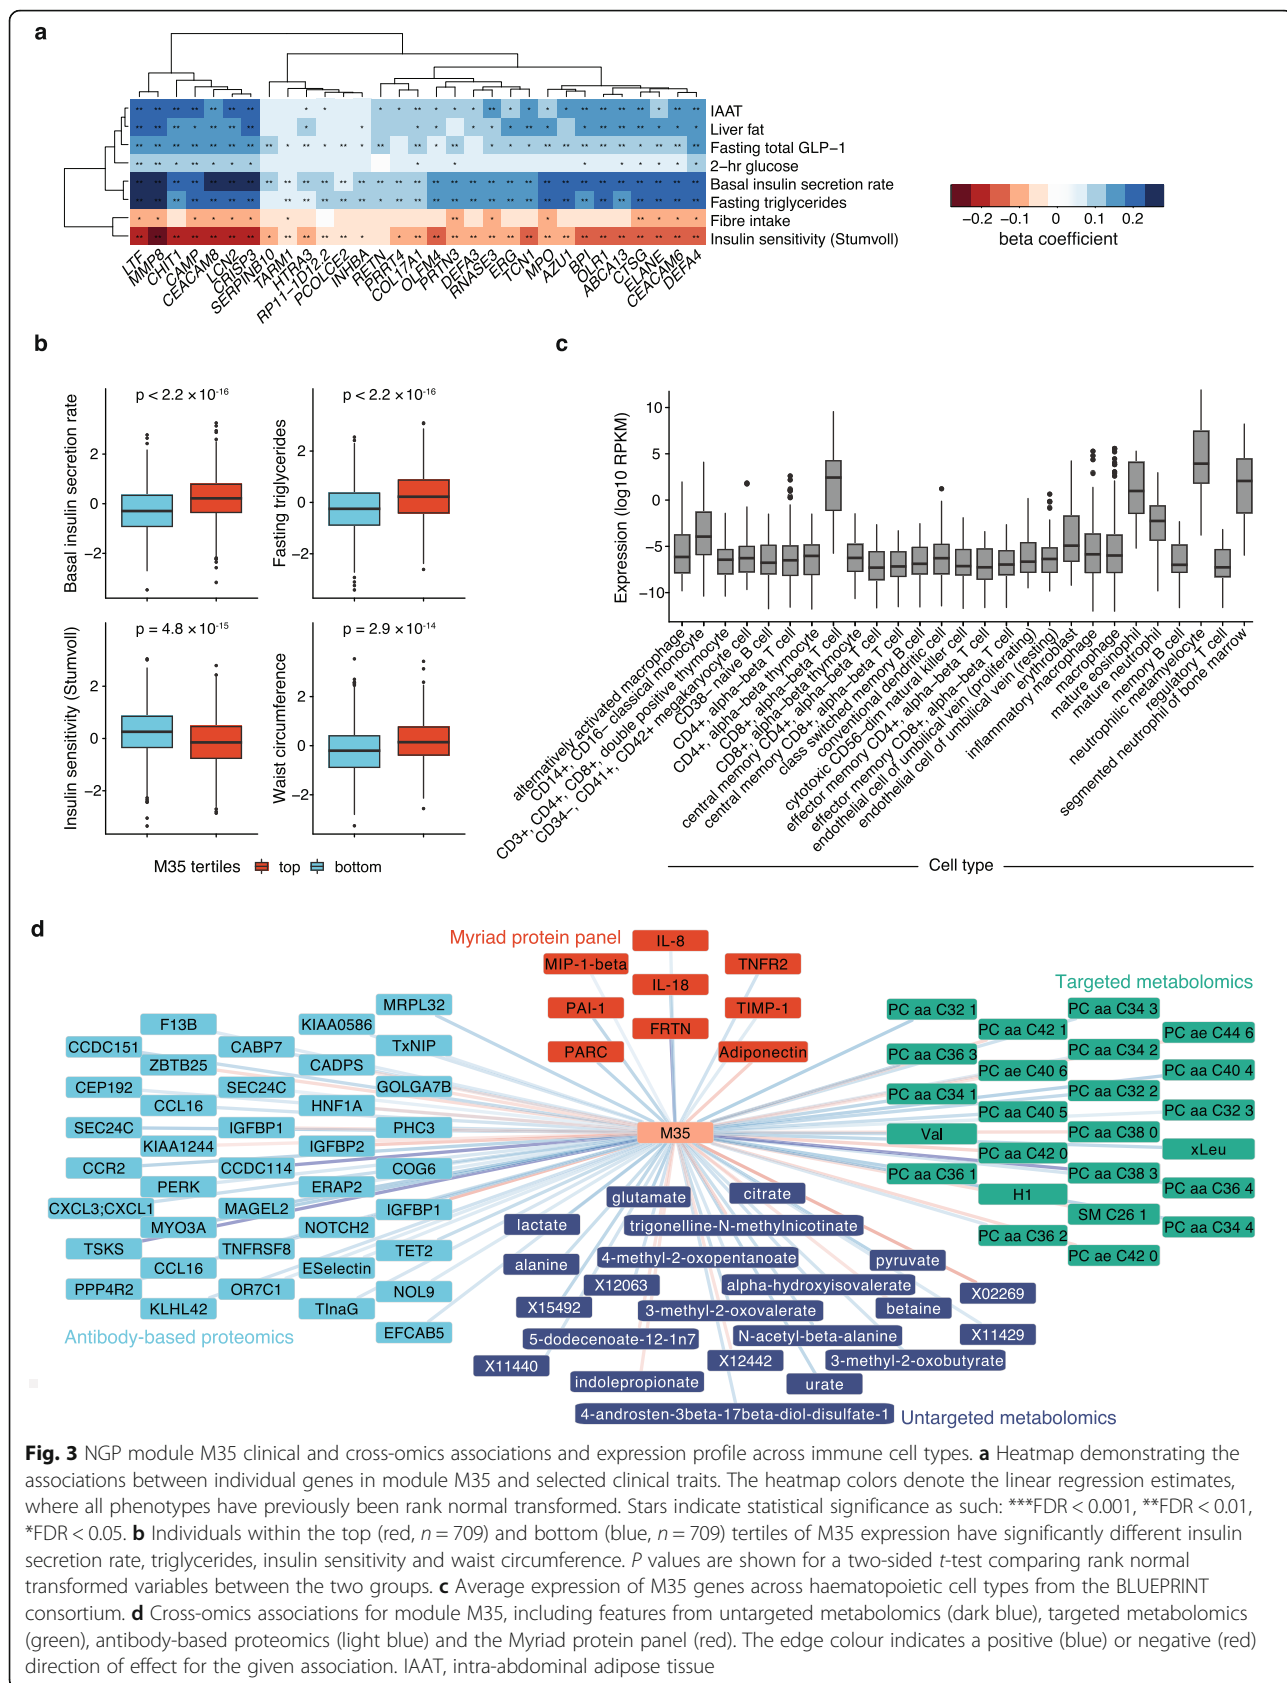 a
IAAT
Liver fat
Fasting total GLP−1
2−hr glucose
Basal insulin secretion rate
Fasting triglycerides
Fibre intake
Insulin sensitivity (Stumvoll)
−0.2 −0.1 0 0.1 0.2
beta coefficient
LTF
MMP8
CHIT1
CAMP
CEACAM8
LCN2
CRISP3
SERPINB10
TARM1
HTRA3
RP11−1D12.2
PCOLCE2
INHBA
RETN
PRRT4
COL17A1
OLFM4
PRTN3
DEFA3
RNASE3
ERG
TCN1
MPO
AZU1
BPI
OLR1
ABCA13
CTSG
ELANE
CEACAM6
DEFA4
b
Basal insulin secretion rate
p < 2.2 × 10-16
2
0
−2
Fasting triglycerides
p < 2.2 × 10-16
2
0
−2
Insulin sensitivity (Stumvoll)
p = 4.8 × 10-15
2
0
−2
Waist circumference
p = 2.9 × 10-14
2
0
−2
M35 tertiles top bottom
c
Expression (log10 RPKM)
10
5
0
−5
−10
alternatively activated macrophage
CD14+, CD16− classical monocyte
CD3+, CD4+, CD8+, double positive thymocyte
CD34−, CD41+, CD42+ megakaryocyte cell
CD38− naive B cell
CD4+, alpha−beta T cell
CD4+, alpha−beta thymocyte
CD8+, alpha−beta T cell
CD8+, alpha−beta thymocyte
central memory CD4+, alpha−beta T cell
central memory CD8+, alpha−beta T cell
class switched memory B cell
conventional dendritic cell
cytotoxic CD56−dim natural killer cell
effector memory CD4+, alpha−beta T cell
effector memory CD8+, alpha−beta T cell
endothelial cell of umbilical vein (proliferating)
endothelial cell of umbilical vein (resting)
erythroblast
inflammatory macrophage
macrophage
mature eosinophil
mature neutrophil
memory B cell
neutrophilic metamyelocyte
regulatory T cell
segmented neutrophil of bone marrow
Cell type
d
Myriad protein panel
IL-8
MIP-1-beta
TNFR2
IL-18
PAI-1
TIMP-1
FRTN
PARC
Adiponectin
M35
Targeted metabolomics
PC aa C32 1
PC aa C34 3
PC aa C42 1
PC ae C44 6
PC aa C36 3
PC aa C34 2
PC ae C40 6
PC aa C40 4
PC aa C34 1
PC aa C32 2
PC aa C40 5
PC aa C32 3
Val
PC aa C38 0
PC aa C42 0
xLeu
PC aa C36 1
PC aa C38 3
H1
PC aa C36 4
SM C26 1
PC aa C36 2
PC aa C34 4
PC ae C42 0
MRPL32
F13B
KIAA0586
CCDC151
CABP7
TxNIP
ZBTB25
CADPS
CEP192
SEC24C
GOLGA7B
CCL16
HNF1A
SEC24C
IGFBP1
PHC3
KIAA1244
IGFBP2
CCR2
CCDC114
COG6
PERK
ERAP2
CXCL3;CXCL1
MAGEL2
IGFBP1
MYO3A
NOTCH2
TSKS
TNFRSF8
TET2
CCL16
ESelectin
PPP4R2
OR7C1
NOL9
KLHL42
TInaG
EFCAB5
Antibody-based proteomics
glutamate
citrate
lactate
trigonelline-N-methylnicotinate
alanine
4-methyl-2-oxopentanoate
pyruvate
X12063
alpha-hydroxyisovalerate
X02269
X15492
3-methyl-2-oxovalerate
betaine
5-dodecenoate-12-1n7
N-acetyl-beta-alanine
X11429
X11440
X12442
3-methyl-2-oxobutyrate
indolepropionate
urate
4-androsten-3beta-17beta-diol-disulfate-1
Untargeted metabolomics
Fig. 3 NGP module M35 clinical and cross-omics associations and expression profile across immune cell types. a Heatmap demonstrating the
associations between individual genes in module M35 and selected clinical traits. The heatmap colors denote the linear regression estimates,
where all phenotypes have previously been rank normal transformed. Stars indicate statistical significance as such: ***FDR < 0.001, **FDR < 0.01,
*FDR < 0.05. b Individuals within the top (red, n = 709) and bottom (blue, n = 709) tertiles of M35 expression have significantly different insulin
secretion rate, triglycerides, insulin sensitivity and waist circumference. P values are shown for a two-sided t-test comparing rank normal
transformed variables between the two groups. c Average expression of M35 genes across haematopoietic cell types from the BLUEPRINT
consortium. d Cross-omics associations for module M35, including features from untargeted metabolomics (dark blue), targeted metabolomics
(green), antibody-based proteomics (light blue) and the Myriad protein panel (red). The edge colour indicates a positive (blue) or negative (red)
direction of effect for the given association. IAAT, intra-abdominal adipose tissue